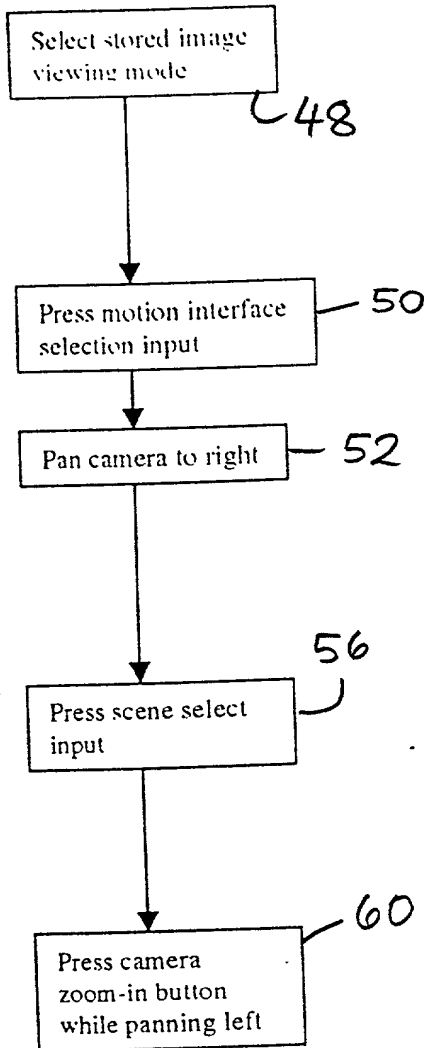 Select stored image
viewing mode
48
Press motion interface
selection input
50
Pan camera to right
52
56
Press scene select
input
60
Press camera
zoom-in button
while panning left